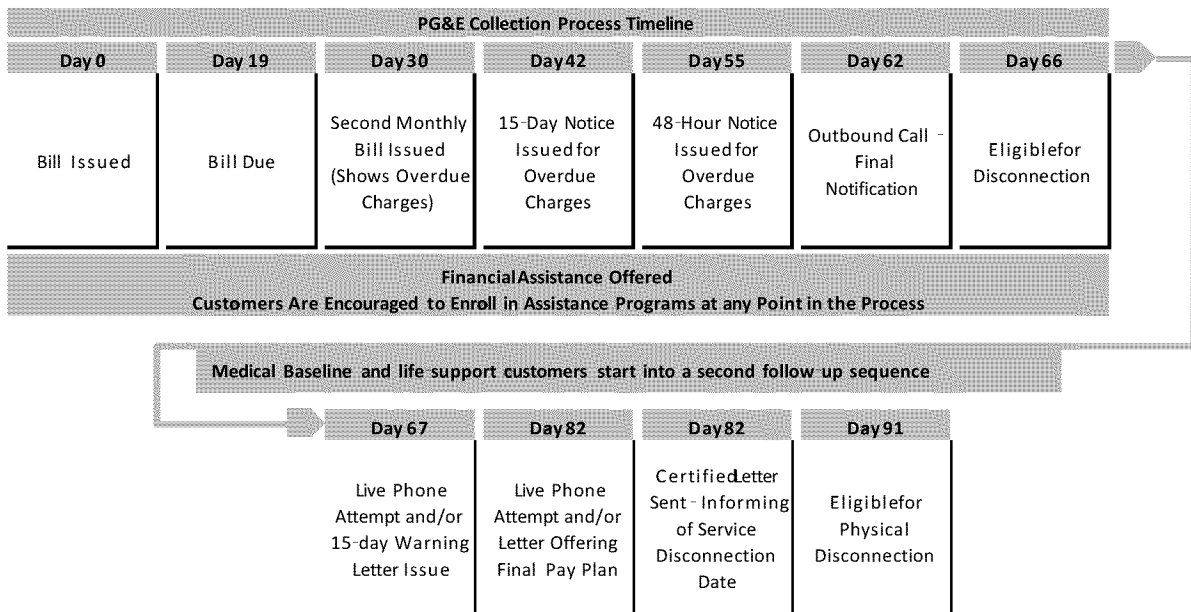 PG&E Collection Process Timeline
Day 0
Day 19
Day 30
Day 42
Day 55
Day 62
Day 66
Bill Issued
Bill Due
Second Monthly
Bill Issued
(Shows Overdue
Charges)
15-Day Notice
Issued for
Overdue
Charges
48-Hour Notice
Issued for
Overdue
Charges
Outbound Call -
Final
Notification
Eligible for
Disconnection
Financial Assistance Offered
Customers Are Encouraged to Enroll in Assistance Programs at any Point in the Process
Medical Baseline and life support customers start into a second follow up sequence
Day 67
Day 82
Day 82
Day 91
Live Phone
Attempt and/or
15-day Warning
Letter Issue
Live Phone
Attempt and/or
Letter Offering
Final Pay Plan
Certified Letter
Sent - Informing
of Service
Disconnection
Date
Eligible for
Physical
Disconnection